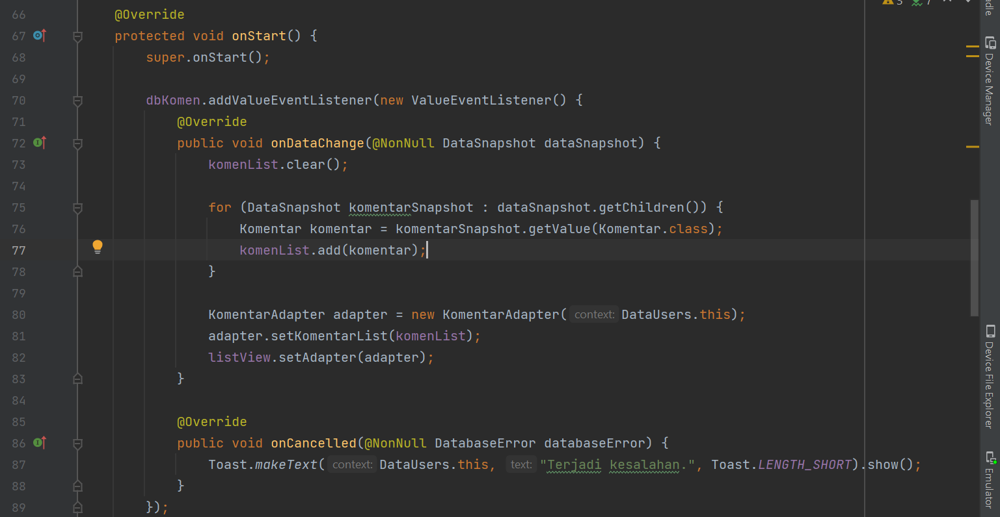 66 @Override
67 protected void onStart() {
68 super.onStart();
69
70 dbKomen.addValueEventListener(new ValueEventListener() {
71 @Override
72 public void onDataChange(@NonNull DataSnapshot dataSnapshot) {
73 komenList.clear();
74
75 for (DataSnapshot komentarSnapshot : dataSnapshot.getChildren()) {
76 Komentar komentar = komentarSnapshot.getValue(Komentar.class);
77 komenList.add(komentar);
78 }
79
80 KomentarAdapter adapter = new KomentarAdapter( context: DataUsers.this);
81 adapter.setKomentarList(komenList);
82 listView.setAdapter(adapter);
83 }
84
85 @Override
86 public void onCancelled(@NonNull DatabaseError databaseError) {
87 Toast.makeText( context: DataUsers.this, text: "Terjadi kesalahan.", Toast.LENGTH_SHORT).show();
88 }
89 });
Device Manager
Device File Explorer
Emulator